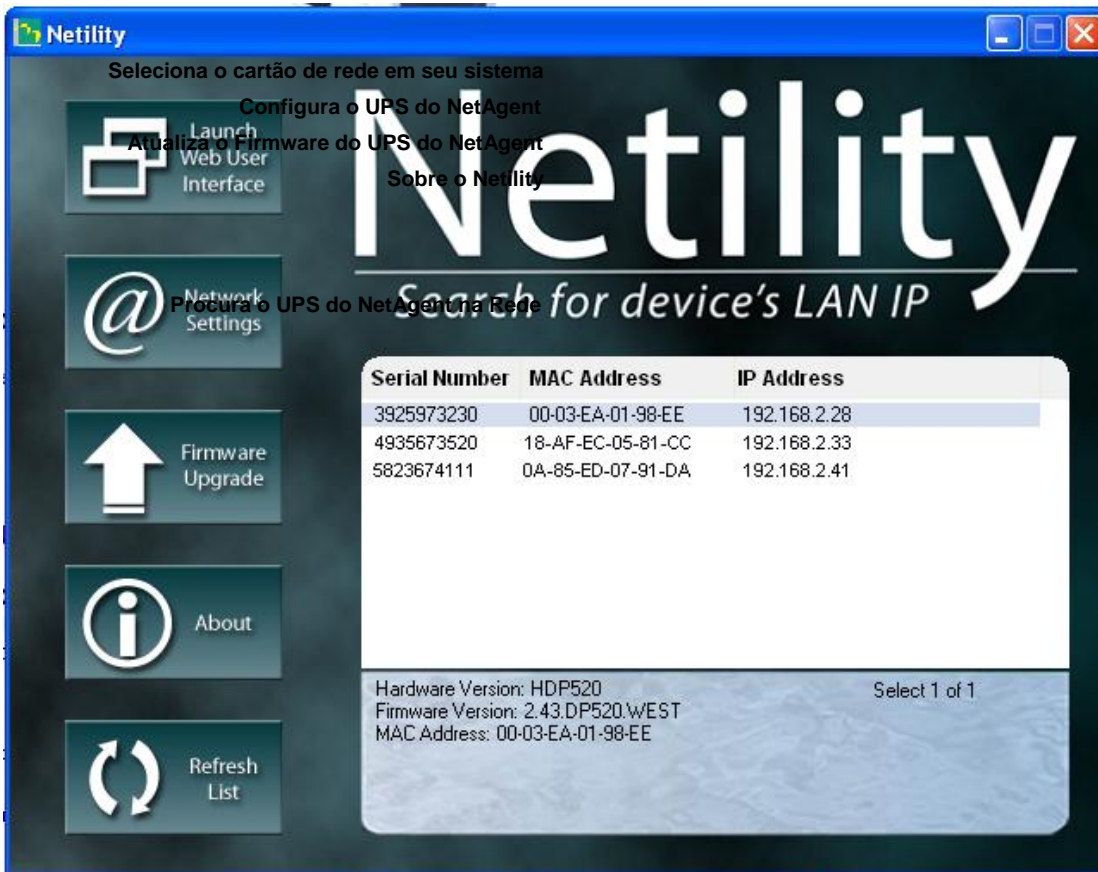 Netility
Seleciona o cartão de rede em seu sistema
Configura o UPS do NetAgent
Atualiza o Firmware do UPS do NetAgent
Sobre o Netility
Procura o UPS do NetAgent na Rede
Launch
Web User
Interface
Network
Settings
Firmware
Upgrade
About
Refresh
List
Netility
Search for device's LAN IP
Serial Number MAC Address IP Address
3925973230 00-03-EA-01-98-EE 192.168.2.28
4935673520 18-AF-EC-05-81-CC 192.168.2.33
5823674111 0A-85-ED-07-91-DA 192.168.2.41
Hardware Version: HDP520 Select 1 of 1
Firmware Version: 2.43.DP520.WEST
MAC Address: 00-03-EA-01-98-EE